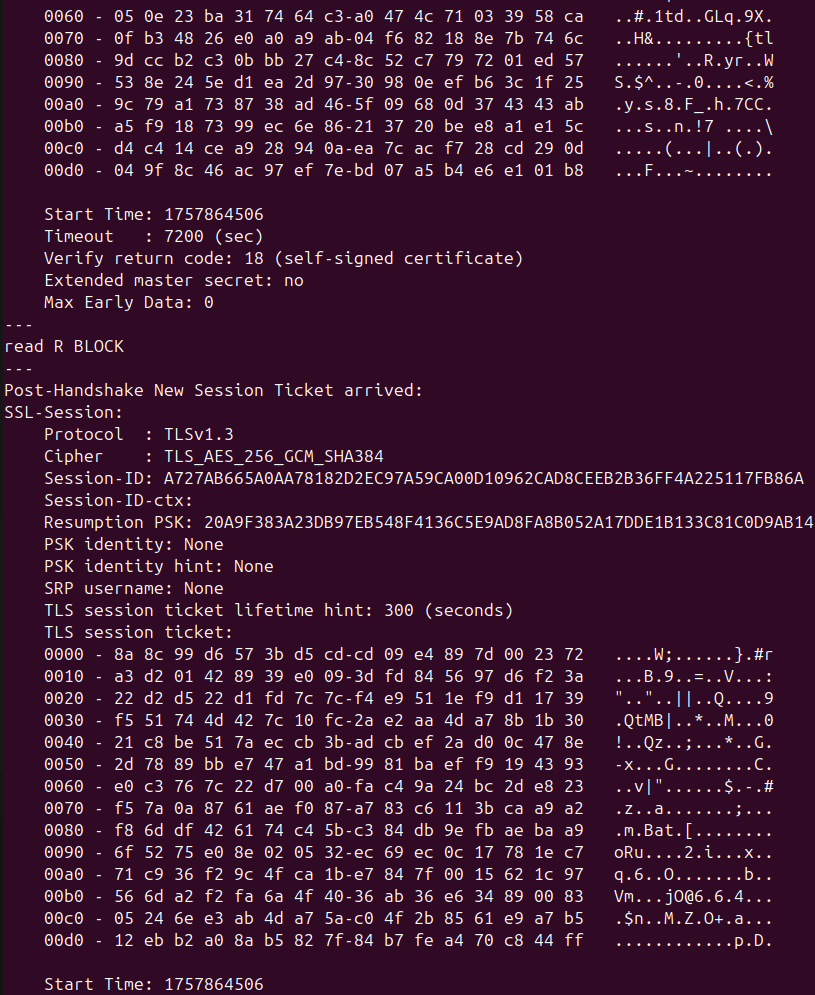 0060 - 05 0e 23 ba 31 74 64 c3-a0 47 4c 71 03 39 58 ca   ..#.1td..GLq.9X.
0070 - 0f b3 48 26 e0 a0 a9 ab-04 f6 82 18 8e 7b 74 6c   ..H&.........{tl
0080 - 9d cc b2 c3 0b bb 27 c4-8c 52 c7 79 72 01 ed 57   ......'..R.yr..W
0090 - 53 8e 24 5e d1 ea 2d 97-30 98 0e ef b6 3c 1f 25   S.$^..-.0....<.%
00a0 - 9c 79 a1 73 87 38 ad 46-5f 09 68 0d 37 43 43 ab   .y.s.8.F_.h.7CC.
00b0 - a5 f9 18 73 99 ec 6e 86-21 37 20 be e8 a1 e1 5c   ...s..n.!7 ....\
00c0 - d4 c4 14 ce a9 28 94 0a-ea 7c ac f7 28 cd 29 0d   .....(...|..(.).
00d0 - 04 9f 8c 46 ac 97 ef 7e-bd 07 a5 b4 e6 e1 01 b8   ...F...~........
Start Time: 1757864506
Timeout   : 7200 (sec)
Verify return code: 18 (self-signed certificate)
Extended master secret: no
Max Early Data: 0
---
read R BLOCK
---
Post-Handshake New Session Ticket arrived:
SSL-Session:
Protocol  : TLSv1.3
Cipher    : TLS_AES_256_GCM_SHA384
Session-ID: A727AB665A0AA78182D2EC97A59CA00D10962CAD8CEEB2B36FF4A225117FB86A
Session-ID-ctx:
Resumption PSK: 20A9F383A23DB97EB548F4136C5E9AD8FA8B052A17DDE1B133C81C0D9AB14
PSK identity: None
PSK identity hint: None
SRP username: None
TLS session ticket lifetime hint: 300 (seconds)
TLS session ticket:
0000 - 8a 8c 99 d6 57 3b d5 cd-cd 09 e4 89 7d 00 23 72   ....W;......}.#r
0010 - a3 d2 01 42 89 39 e0 09-3d fd 84 56 97 d6 f2 3a   ...B.9..=..V...:
0020 - 22 d2 d5 22 d1 fd 7c 7c-f4 e9 51 1e f9 d1 17 39   ".."..||..Q....9
0030 - f5 51 74 4d 42 7c 10 fc-2a e2 aa 4d a7 8b 1b 30   .QtMB|..*..M...0
0040 - 21 c8 be 51 7a ec cb 3b-ad cb ef 2a d0 0c 47 8e   !..Qz..;...*..G.
0050 - 2d 78 89 bb e7 47 a1 bd-99 81 ba ef f9 19 43 93   -x...G........C.
0060 - e0 c3 76 7c 22 d7 00 a0-fa c4 9a 24 bc 2d e8 23   ..v|"......$.-.#
0070 - f5 7a 0a 87 61 ae f0 87-a7 83 c6 11 3b ca a9 a2   .z..a.......;...
0080 - f8 6d df 42 61 74 c4 5b-c3 84 db 9e fb ae ba a9   .m.Bat.[........
0090 - 6f 52 75 e0 8e 02 05 32-ec 69 ec 0c 17 78 1e c7   oRu....2.i...x..
00a0 - 71 c9 36 f2 9c 4f ca 1b-e7 84 7f 00 15 62 1c 97   q.6..O.......b..
00b0 - 56 6d a2 f2 fa 6a 4f 40-36 ab 36 e6 34 89 00 83   Vm...jO@6.6.4...
00c0 - 05 24 6e e3 ab 4d a7 5a-c0 4f 2b 85 61 e9 a7 b5   .$n..M.Z.O+.a...
00d0 - 12 eb b2 a0 8a b5 82 7f-84 b7 fe a4 70 c8 44 ff   ............p.D.
Start Time: 1757864506